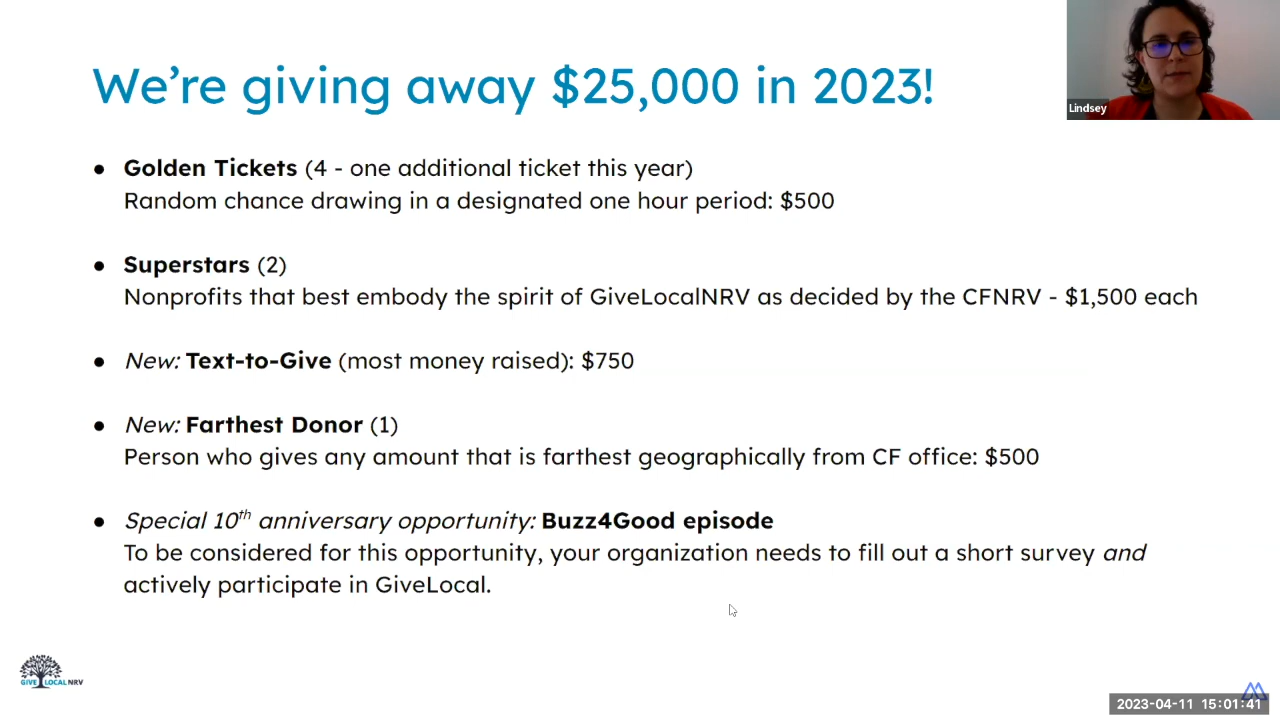 We're giving away $25,000 in 2023!
Lindsey
● Golden Tickets (4 - one additional ticket this year)
Random chance drawing in a designated one hour period: $500
● Superstars (2)
Nonprofits that best embody the spirit of GiveLocalNRV as decided by the CFNRV - $1,500 each
● New: Text-to-Give (most money raised): $750
● New: Farthest Donor (1)
Person who gives any amount that is farthest geographically from CF office: $500
● Special 10th anniversary opportunity: Buzz4Good episode
To be considered for this opportunity, your organization needs to fill out a short survey and
actively participate in GiveLocal.
GIVE LOCAL NRV
2023-04-11 15:01:41